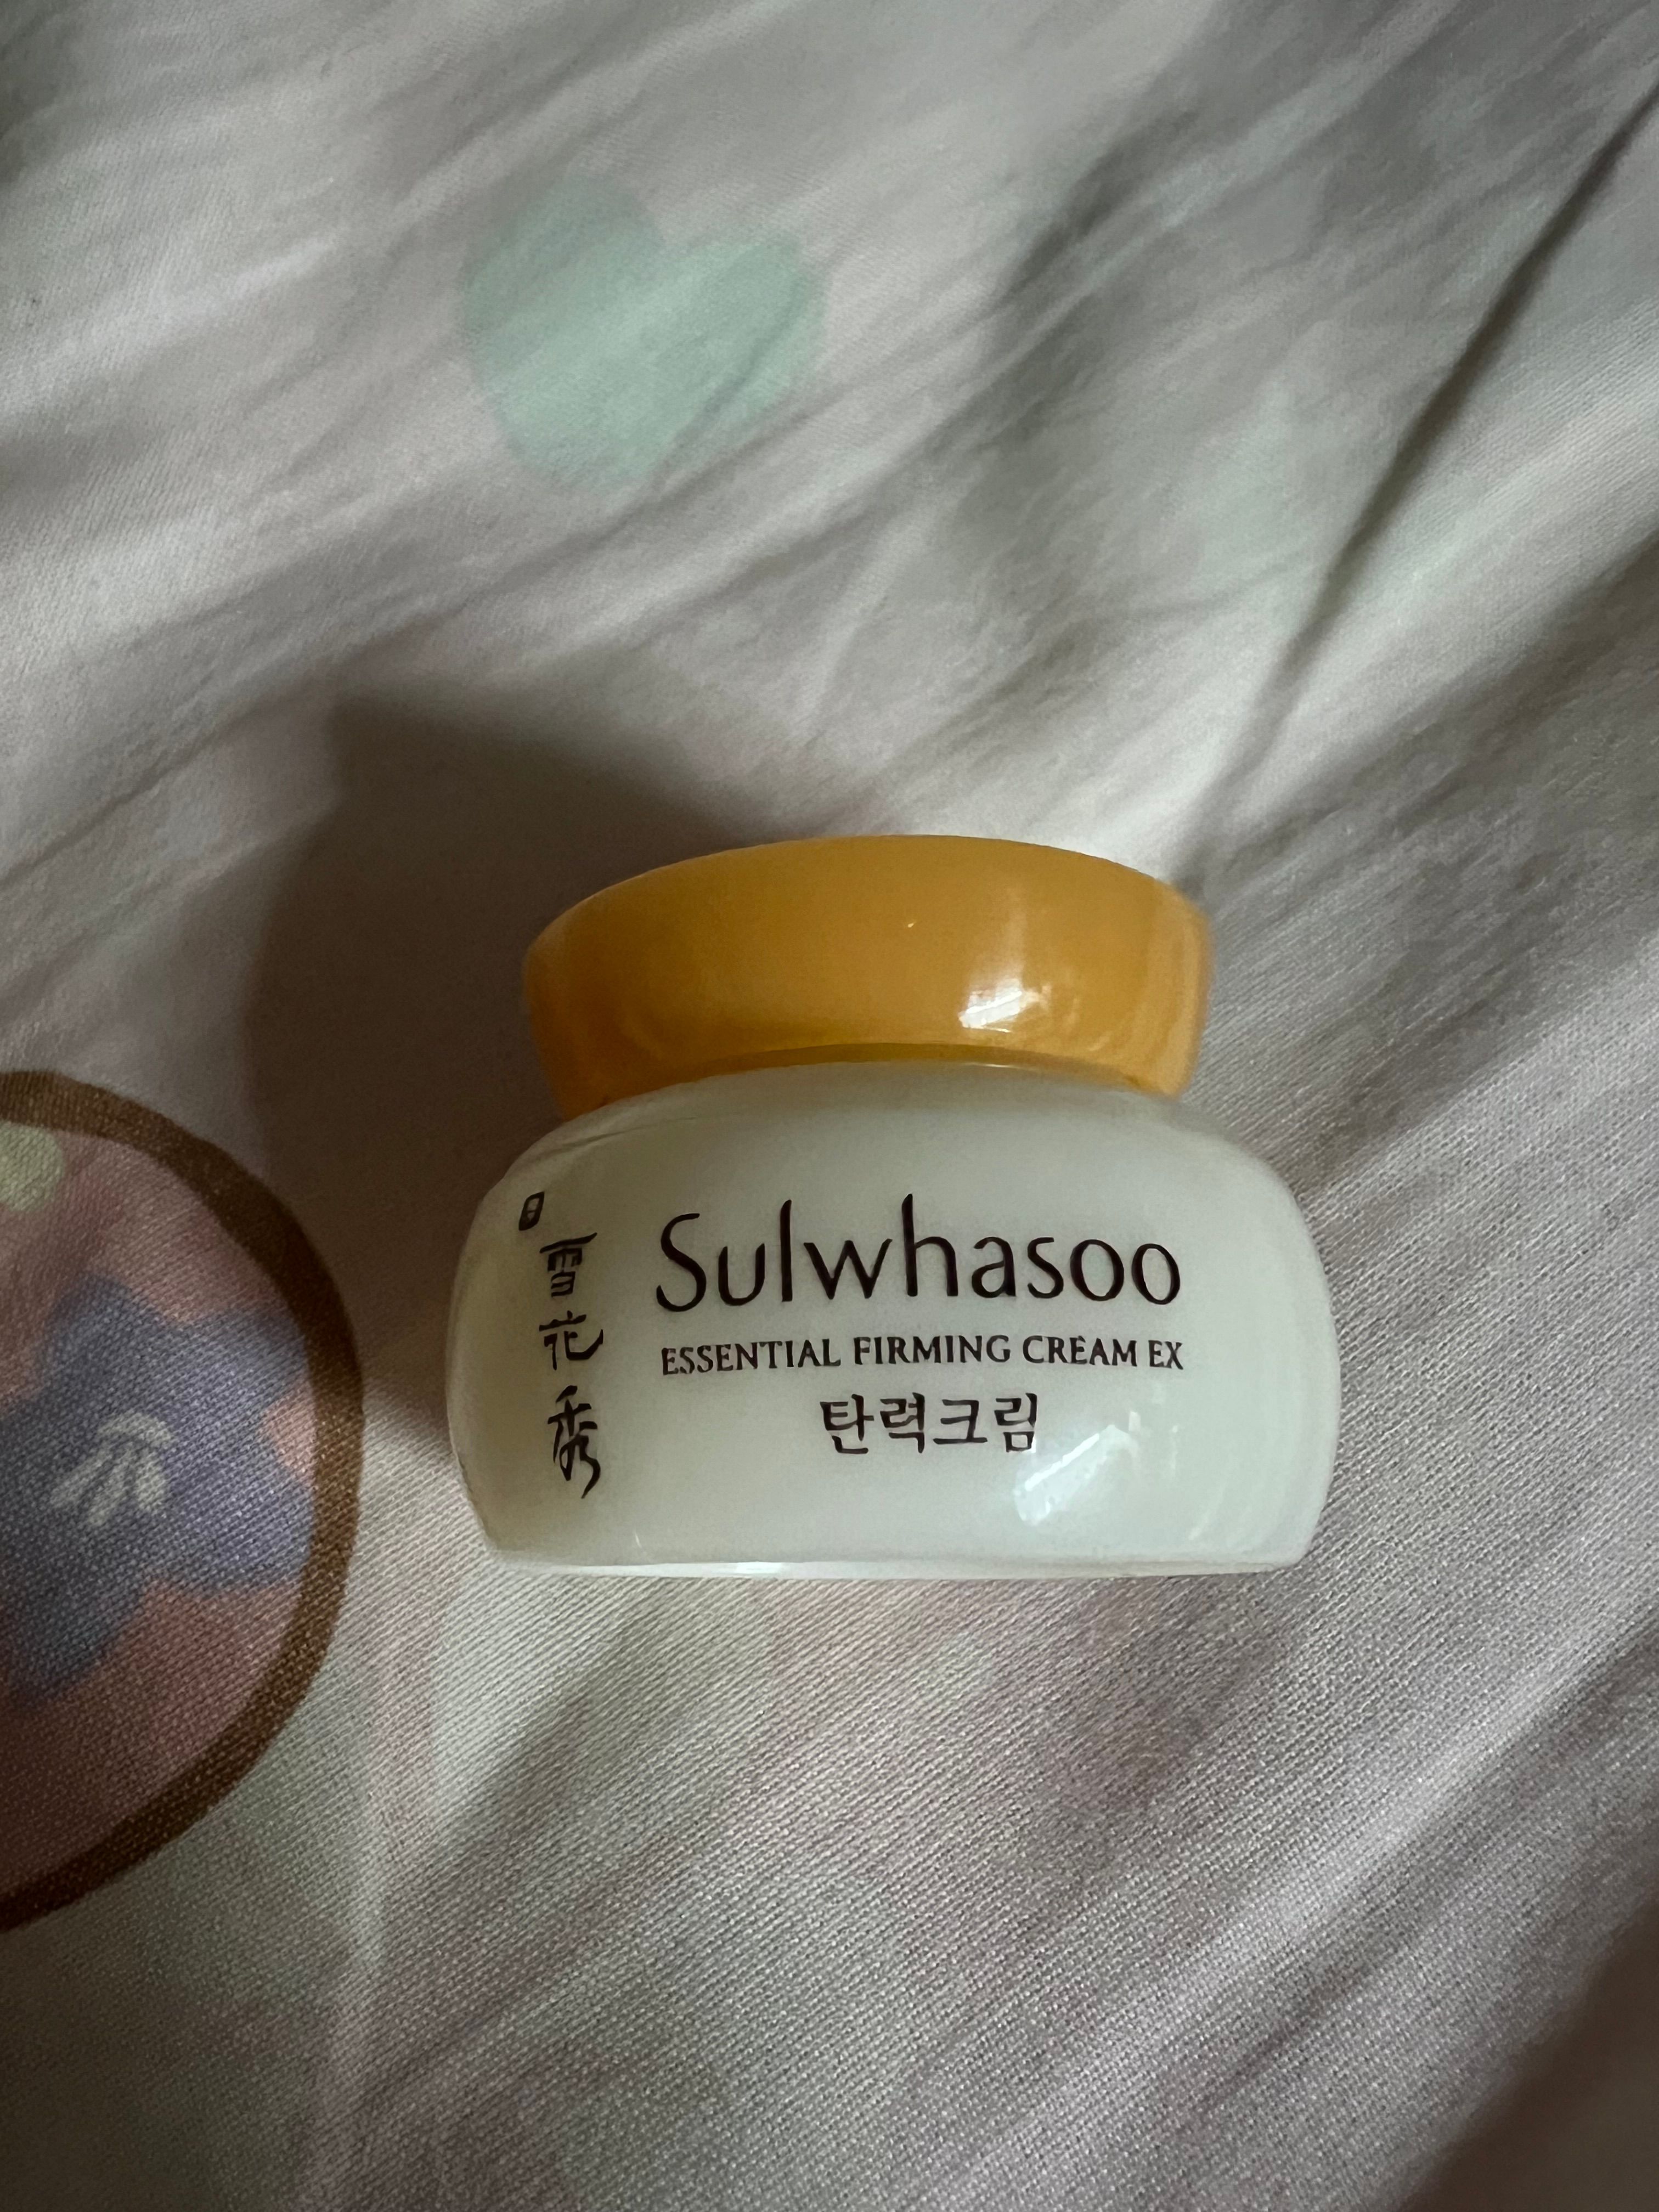 雪花秀
Sulwhasoo
ESSENTIAL FIRMING CREAM EX
탄력크림